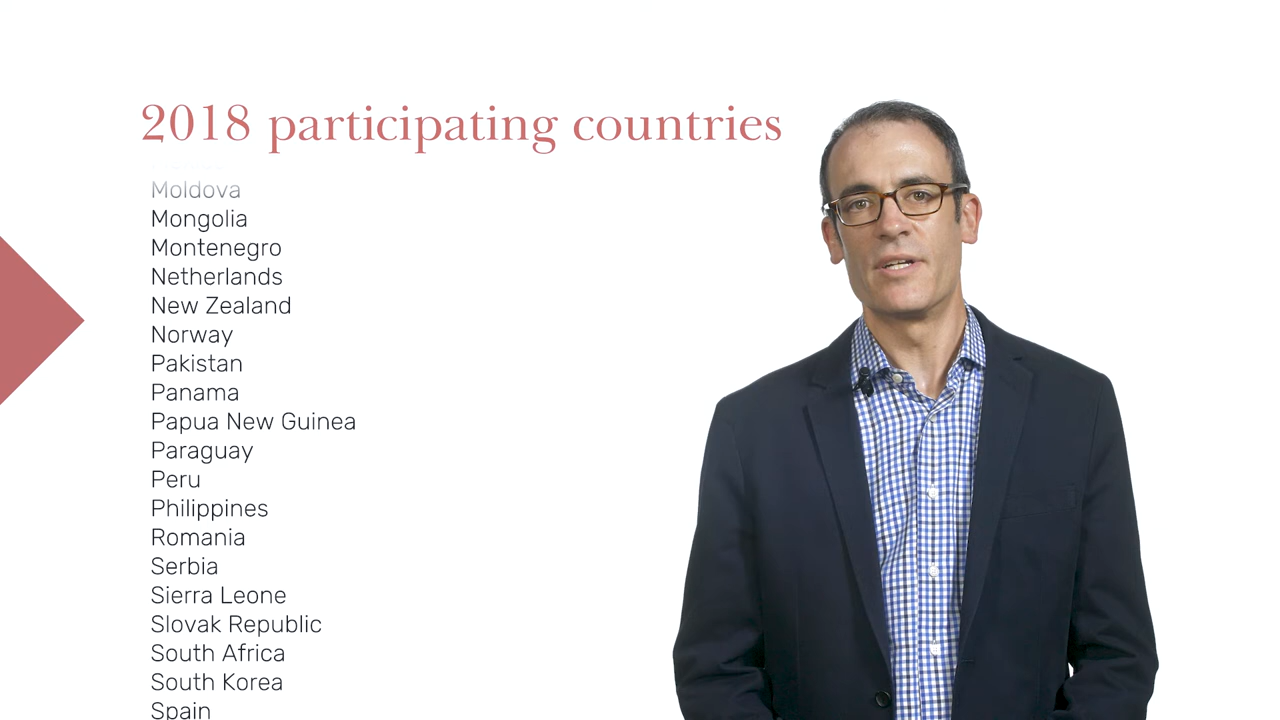 2018 participating countries
Moldova
Mongolia
Montenegro
Netherlands
New Zealand
Norway
Pakistan
Panama
Papua New Guinea
Paraguay
Peru
Philippines
Romania
Serbia
Sierra Leone
Slovak Republic
South Africa
South Korea
Spain